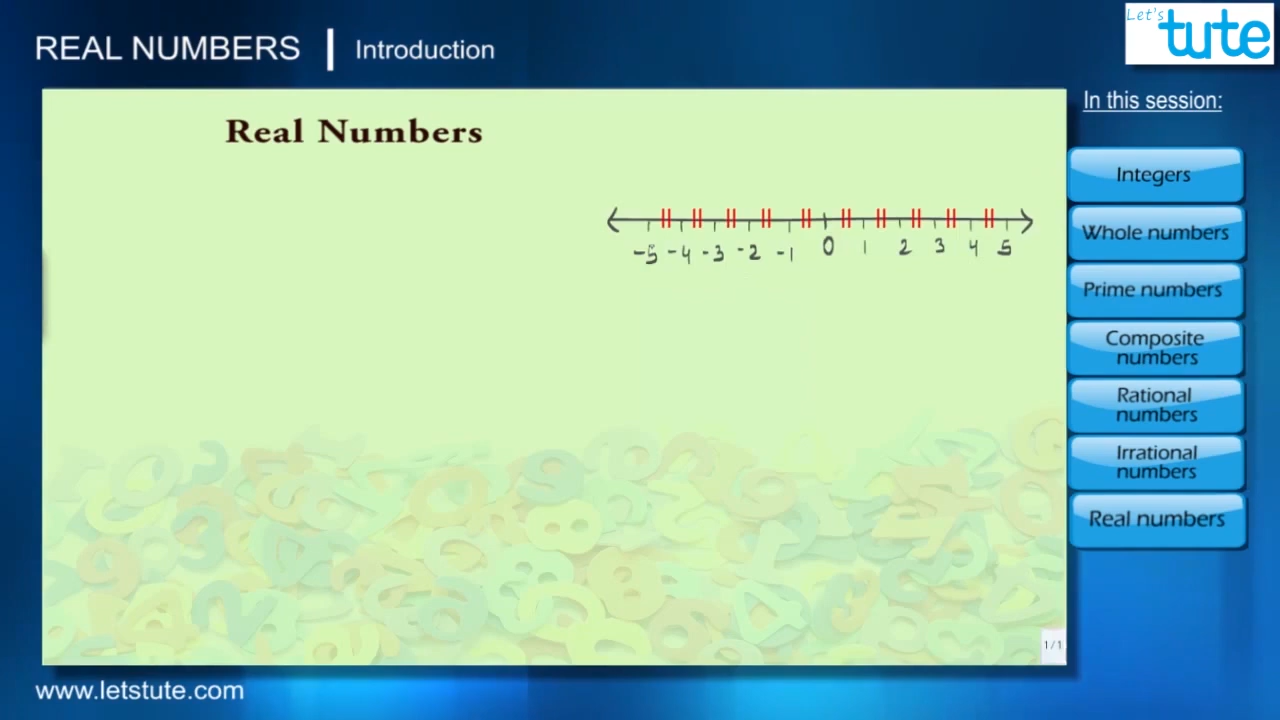 REAL NUMBERS | Introduction
Let's tute
In this session:
Real Numbers
-5 -4 -3 -2 -1 0 1 2 3 4 5
Integers
Whole numbers
Prime numbers
Composite
numbers
Rational
numbers
Irrational
numbers
Real numbers
1/1
www.letstute.com